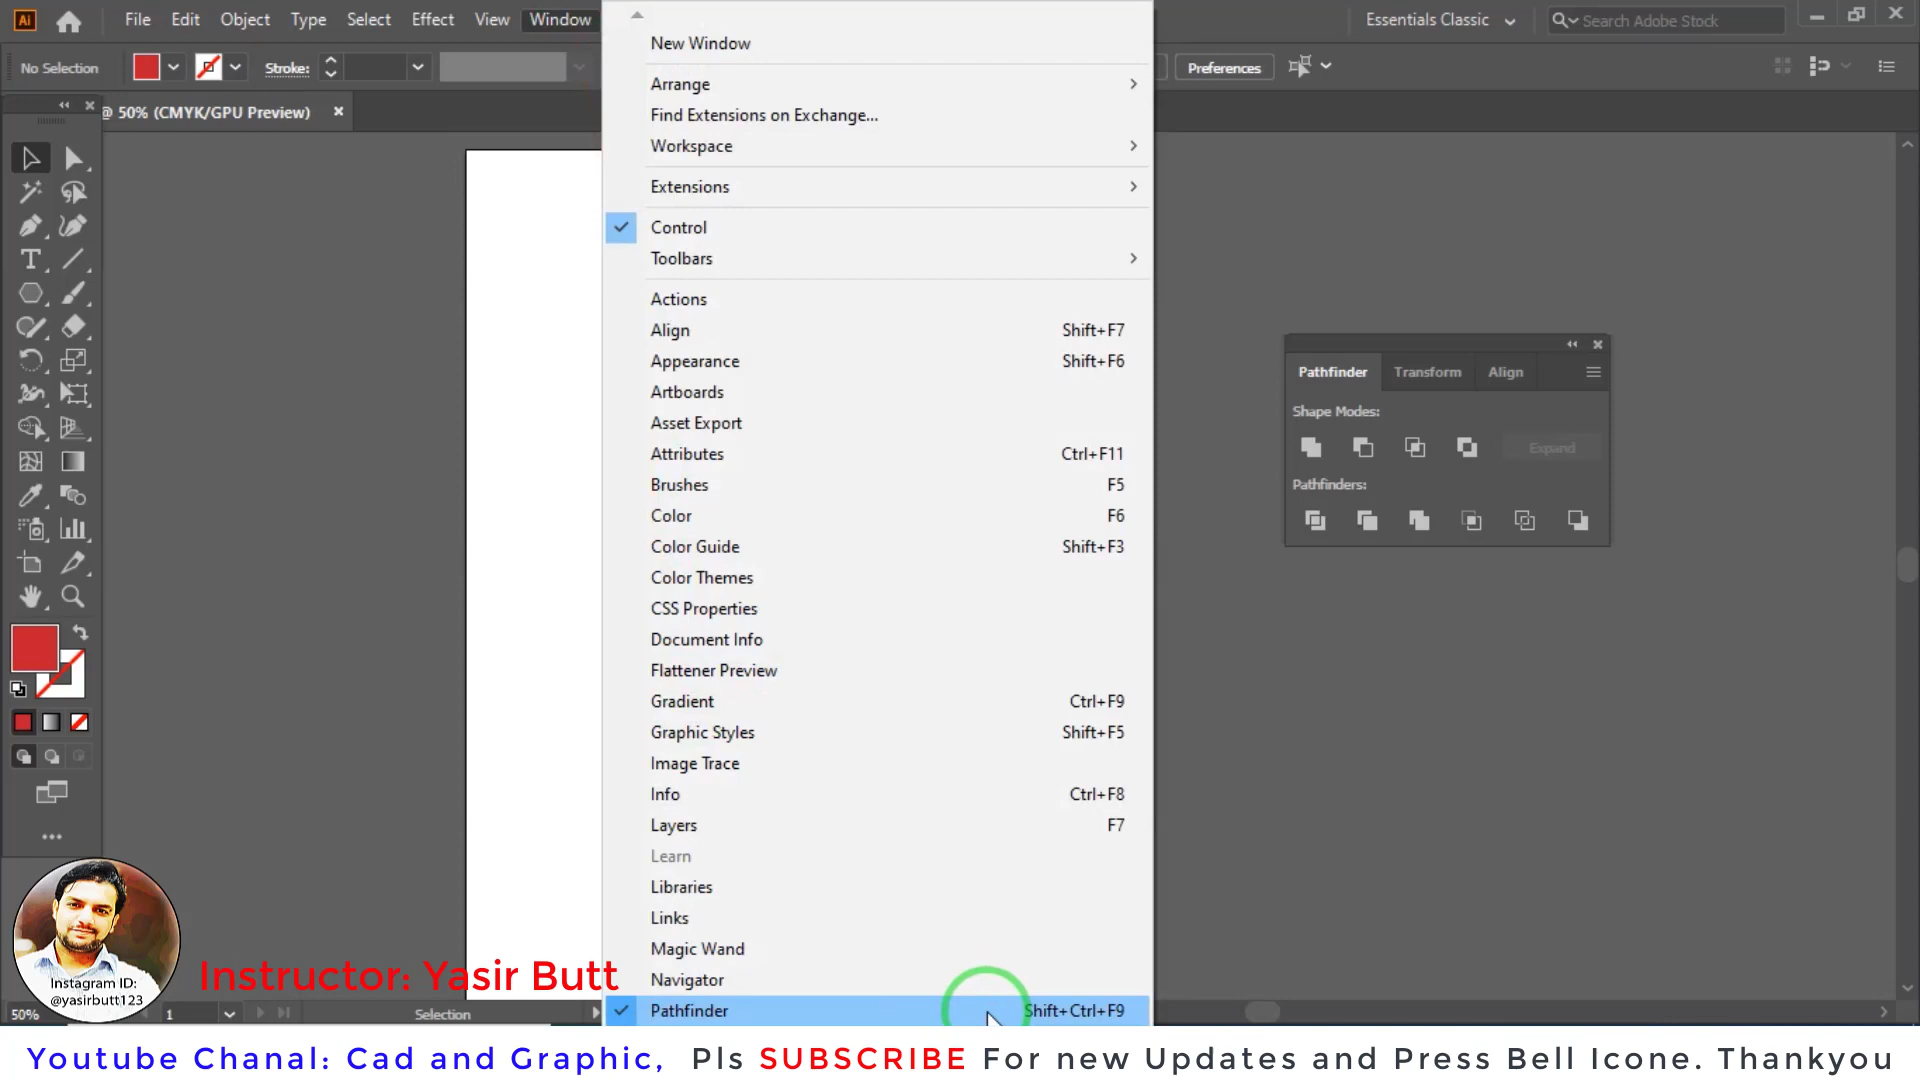 Ai File Edit Object Type Select Effect View Window Essentials Classic Search Adobe Stock
No Selection Stroke: Preferences
@ 50% (CMYK/GPU Preview)
New Window
Arrange
Find Extensions on Exchange...
Workspace
Extensions
Control
Toolbars
Actions
Align Shift+F7
Appearance Shift+F6
Artboards
Asset Export
Attributes Ctrl+F11
Brushes F5
Color F6
Color Guide Shift+F3
Color Themes
CSS Properties
Document Info
Flattener Preview
Gradient Ctrl+F9
Graphic Styles Shift+F5
Image Trace
Info Ctrl+F8
Layers F7
Learn
Libraries
Links
Magic Wand
Navigator
Pathfinder Shift+Ctrl+F9
Pathfinder Transform Align
Shape Modes:
Expand
Pathfinders:
Instructor: Yasir Butt
Instagram ID:
@yasirbutt123
50% 1 Selection
Youtube Chanal: Cad and Graphic, Pls SUBSCRIBE For new Updates and Press Bell Icone. Thankyou